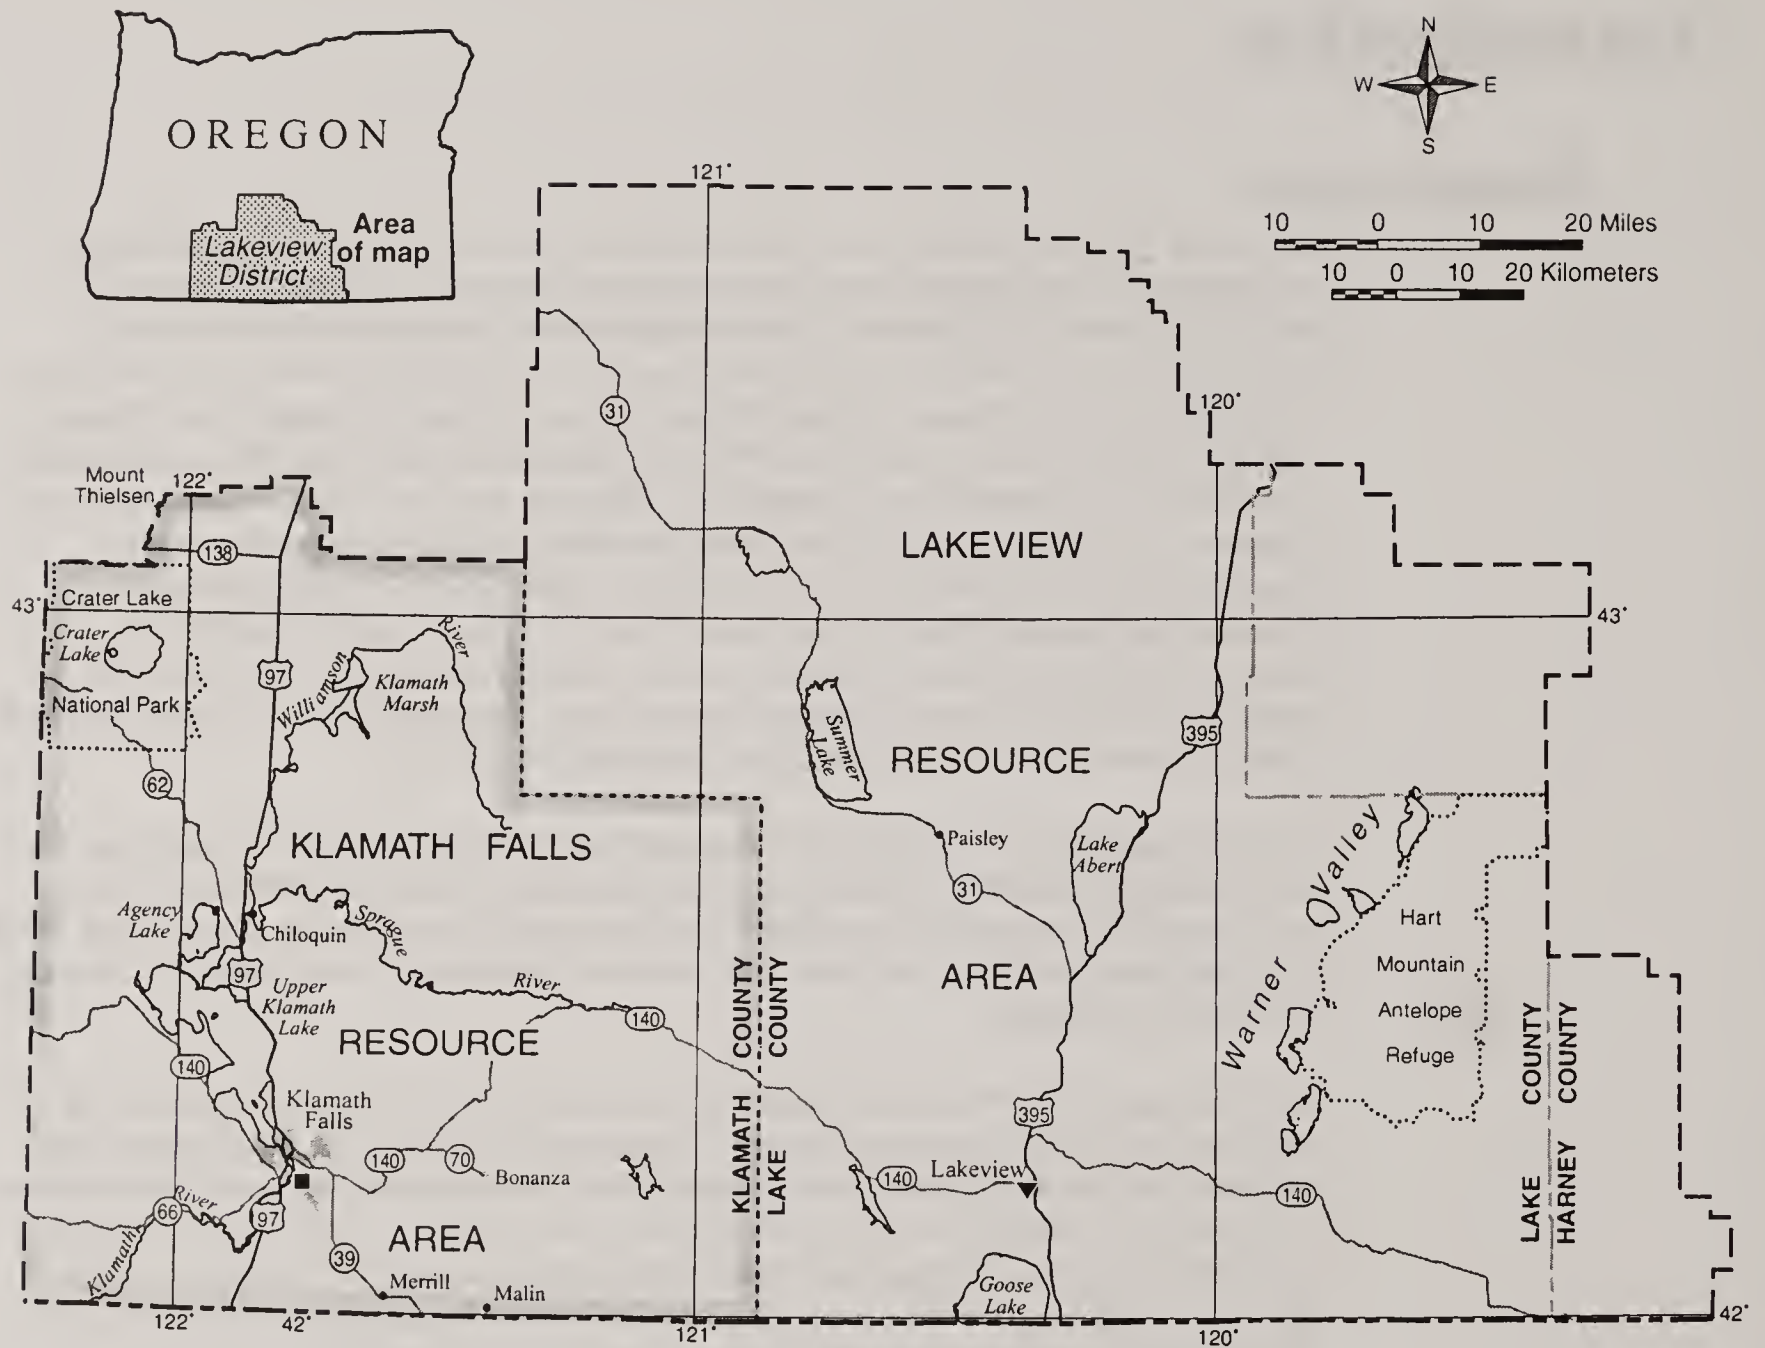 N
W E
S
OREGON
Area
of map
Lakeview
District
10 0 10 20 Miles
10 0 10 20 Kilometers
121°
31
120°
Mount
Thielsen
122°
138
LAKEVIEW
43°
Crater Lake
43°
Crater
Lake
National Park
97
Williamson
River
Klamath
Marsh
62
Summer
Lake
RESOURCE
395
KLAMATH FALLS
Paisley
Lake
Abert
31
Warner Valley
Hart
Mountain
Antelope
Refuge
Agency
Lake
Chiloquin
Sprague
River
97
Upper
Klamath
Lake
RESOURCE
140
AREA
KLAMATH COUNTY
LAKE COUNTY
LAKE COUNTY
HARNEY COUNTY
140
Klamath
Falls
395
140
70
Bonanza
Lakeview
140
140
66
River
Klamath
97
AREA
39
Merrill
Malin
Goose
Lake
122°
42°
121°
120°
42°